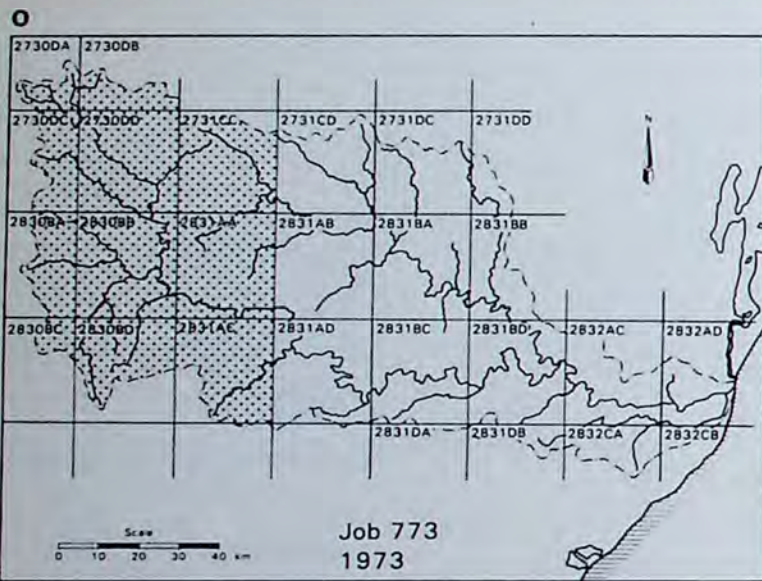 O
2730DA 2730DB
2730DC 2730DD 2731CC 2731CD 2731DC 2731DD
N
2830BA 2830BB 2831AA 2831AB 2831BA 2831BB
2830BC 2830BD 2831AC 2831AD 2831BC 2831BD 2832AC 2832AD
2831DA 2831DB 2832CA 2832CB
Scale
0 10 20 30 40 km
Job 773
1973